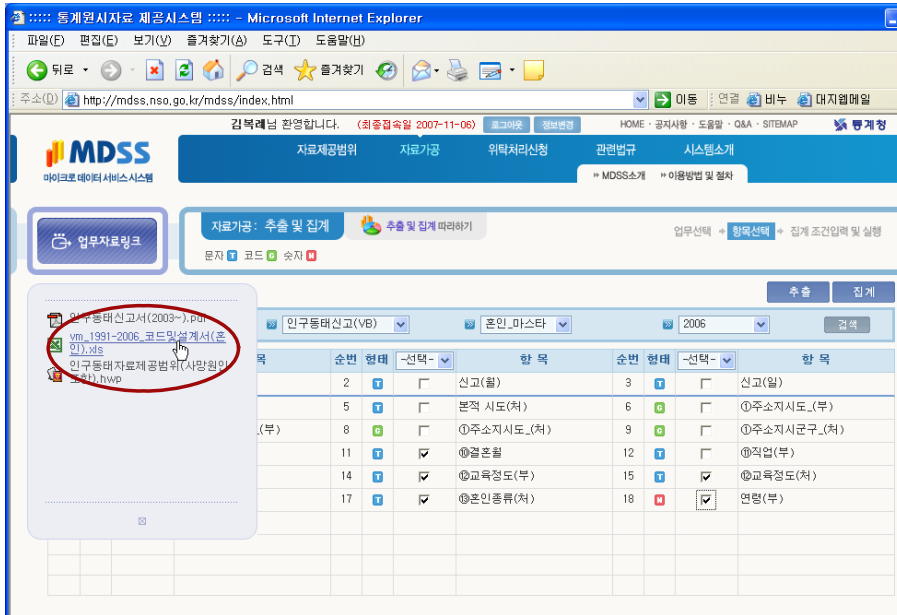 ::::: 통계원시자료 제공시스템 ::::: - Microsoft Internet Explorer
파일(F) 편집(E) 보기(V) 즐겨찾기(A) 도구(T) 도움말(H)
뒤로 검색 즐겨찾기
주소(D) http://mdss.nso.go.kr/mdss/index.html 이동 연결 비누 대지웹메일
김복례님 환영합니다. (최종접속일 2007-11-06) 로그아웃 정보변경 HOME · 공지사항 · 도움말 · Q&A · SITEMAP 통계청
MDSS
마이크로 데이터 서비스 시스템
자료제공범위 자료가공 위탁처리신청 관련법규 시스템소개
MDSS소개 이용방법 및 절차
업무자료링크
자료가공 : 추출 및 집계 추출 및 집계 따라하기
업무선택 항목선택 집계 조건입력 및 실행
문자 T 코드 C 숫자 N
추출 집계
인구동태신고서(2003~).pdf
vm_1991-2006_코드및설계서(혼인).xls
인구동태자료제공범위(사망원인포함).hwp
인구동태신고(VB) 혼인_마스타 2006 검색
목 순번 형태 -선택- 항 목 순번 형태 -선택- 항 목
2 T 신고(월) 3 T 신고(일)
5 T 본적 시도(처) 6 C ①주소지시도_(부)
_(부) 8 C ①주소지시도_(처) 9 C ①주소지시군구_(처)
11 T ⑩결혼월 12 T ⑪직업(부)
14 T ⑫교육정도(부) 15 T ⑫교육정도(처)
17 T ⑬혼인종류(처) 18 N 연령(부)